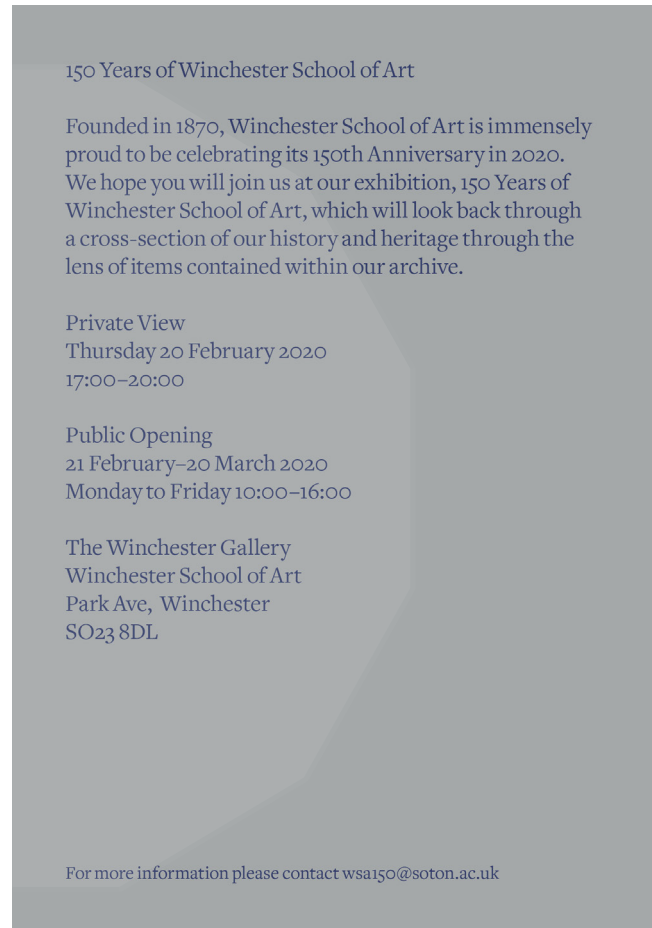 150 Years of Winchester School of Art
Founded in 1870, Winchester School of Art is immensely
proud to be celebrating its 150th Anniversary in 2020.
We hope you will join us at our exhibition, 150 Years of
Winchester School of Art, which will look back through
a cross-section of our history and heritage through the
lens of items contained within our archive.
Private View
Thursday 20 February 2020
17:00–20:00
Public Opening
21 February–20 March 2020
Monday to Friday 10:00–16:00
The Winchester Gallery
Winchester School of Art
Park Ave, Winchester
SO23 8DL
For more information please contact wsa150@soton.ac.uk